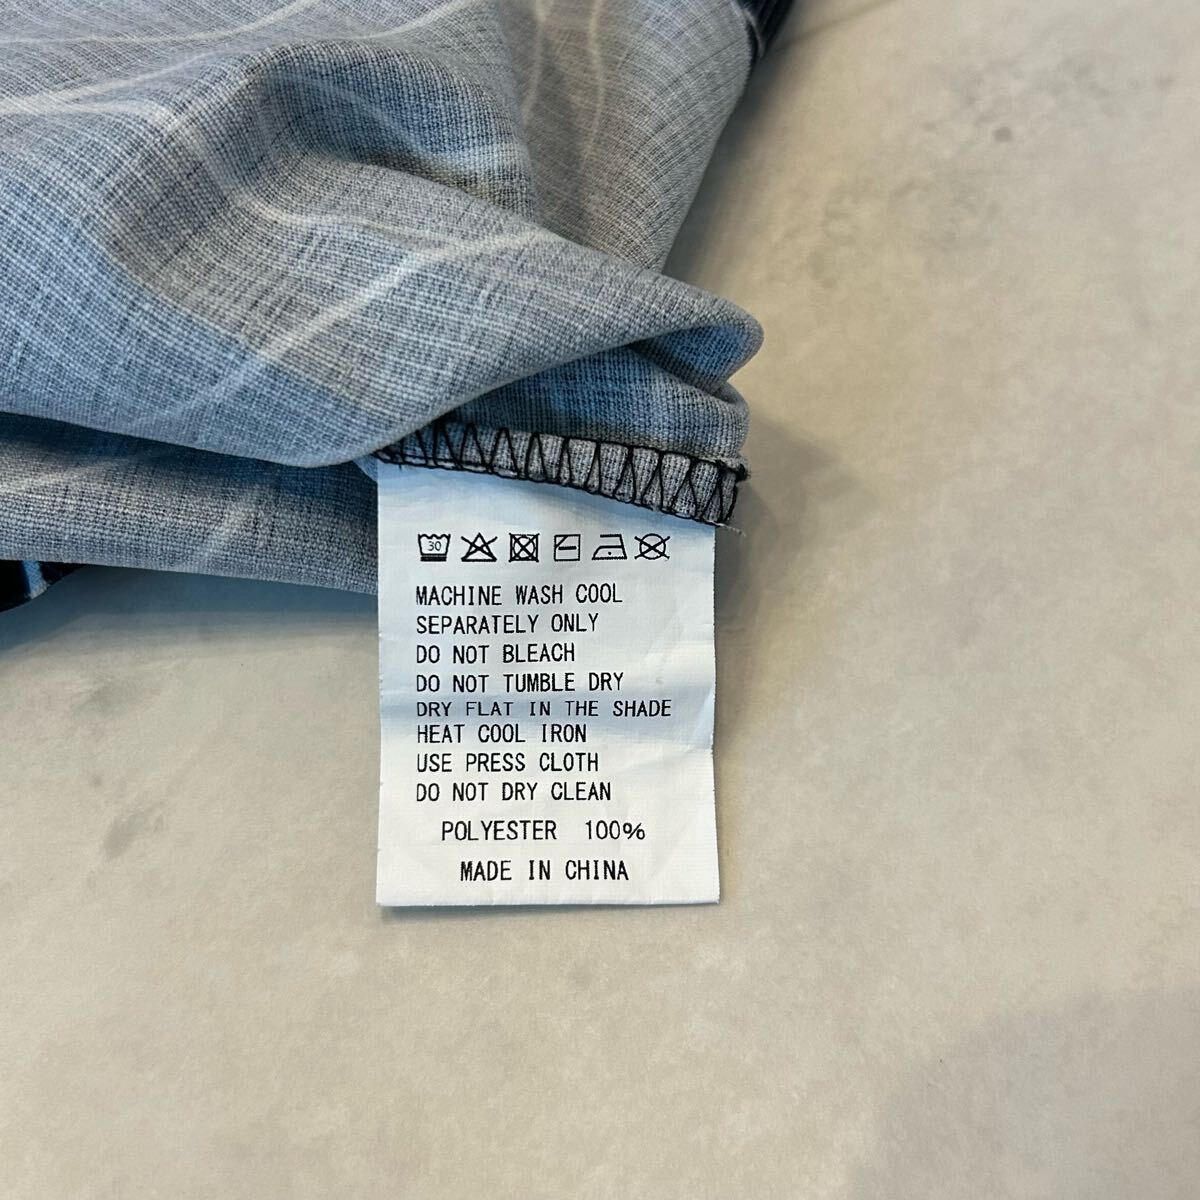 30
MACHINE WASH COOL
SEPARATELY ONLY
DO NOT BLEACH
DO NOT TUMBLE DRY
DRY FLAT IN THE SHADE
HEAT COOL IRON
USE PRESS CLOTH
DO NOT DRY CLEAN
POLYESTER 100%
MADE IN CHINA